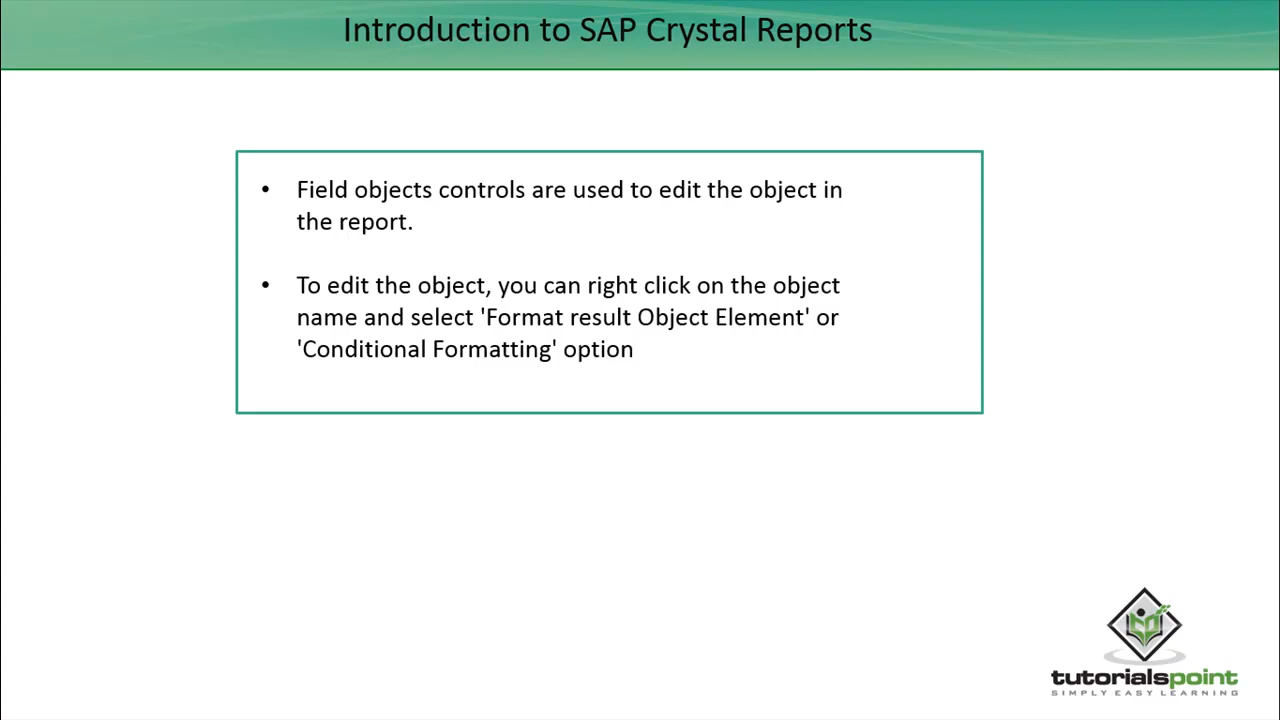 Introduction to SAP Crystal Reports
• Field objects controls are used to edit the object in
the report.
• To edit the object, you can right click on the object
name and select 'Format result Object Element' or
'Conditional Formatting' option
tutorialspoint
SIMPLY EASY LEARNING